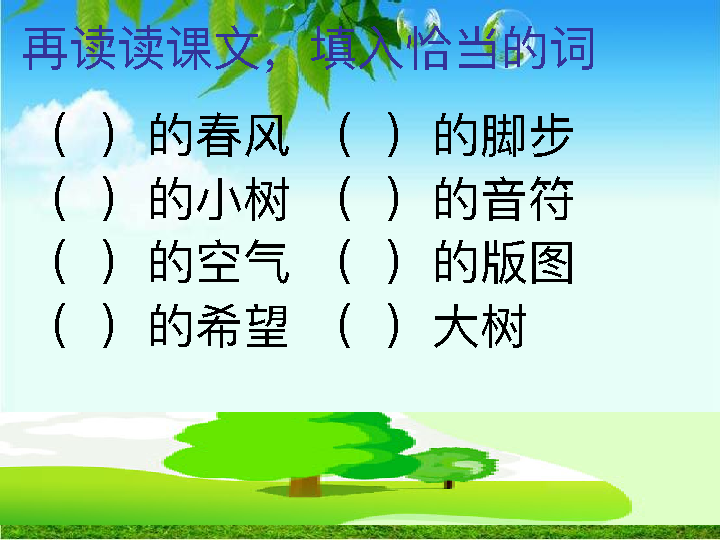 再读读课文，填入恰当的词
（ ）的春风 （ ）的脚步
（ ）的小树 （ ）的音符
（ ）的空气 （ ）的版图
（ ）的希望 （ ）大树